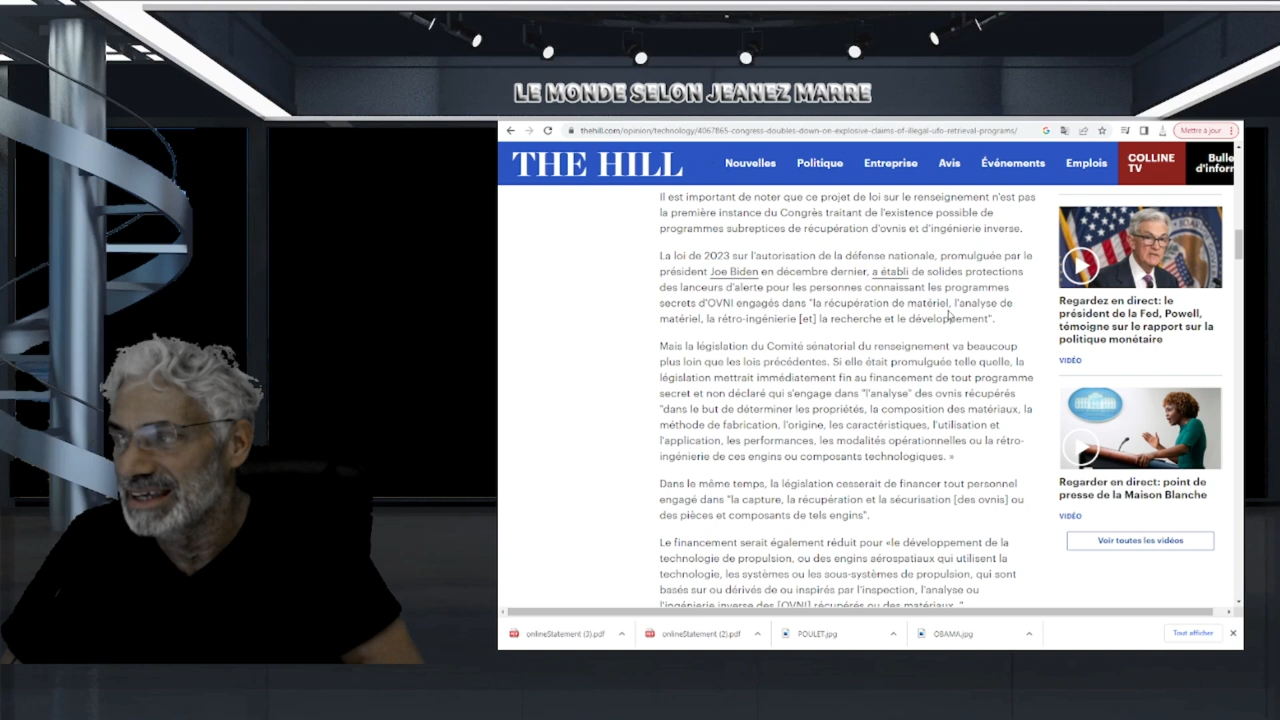 LE MONDE SELON JEANEZ MARRE
thehill.com/opinion/technology/4067865-congress-doubles-down-on-explosive-claims-of-illegal-ufo-retrieval-programs/
Mettre à jour
THE HILL
Nouvelles
Politique
Entreprise
Avis
Événements
Emplois
COLLINE
TV
Bulle
d'inforr
Il est important de noter que ce projet de loi sur le renseignement n'est pas
la première instance du Congrès traitant de l'existence possible de
programmes subreptices de récupération d'ovnis et d'ingénierie inverse.
La loi de 2023 sur l'autorisation de la défense nationale, promulguée par le
président Joe Biden en décembre dernier, a établi de solides protections
des lanceurs d'alerte pour les personnes connaissant les programmes
secrets d'OVNI engagés dans "la récupération de matériel, l'analyse de
matériel, la rétro-ingénierie [et] la recherche et le développement".
Mais la législation du Comité sénatorial du renseignement va beaucoup
plus loin que les lois précédentes. Si elle était promulguée telle quelle, la
législation mettrait immédiatement fin au financement de tout programme
secret et non déclaré qui s'engage dans "l'analyse" des ovnis récupérés
"dans le but de déterminer les propriétés, la composition des matériaux, la
méthode de fabrication, l'origine, les caractéristiques, l'utilisation et
l'application, les performances, les modalités opérationnelles ou la rétro-
ingénierie de ces engins ou composants technologiques. »
Dans le même temps, la législation cesserait de financer tout personnel
engagé dans "la capture, la récupération et la sécurisation [des ovnis] ou
des pièces et composants de tels engins".
Le financement serait également réduit pour «le développement de la
technologie de propulsion, ou des engins aérospatiaux qui utilisent la
technologie, les systèmes ou les sous-systèmes de propulsion, qui sont
basés sur ou dérivés de ou inspirés par l'inspection, l'analyse ou
l'ingénierie inverse des [OVNI] récupérés ou des matériaux. "
Regardez en direct: le
président de la Fed, Powell,
témoigne sur le rapport sur la
politique monétaire
VIDÉO
Regarder en direct: point de
presse de la Maison Blanche
VIDÉO
Voir toutes les vidéos
onlineStatement (3).pdf
onlineStatement (2).pdf
POULET.jpg
OBAMA.jpg
Tout afficher